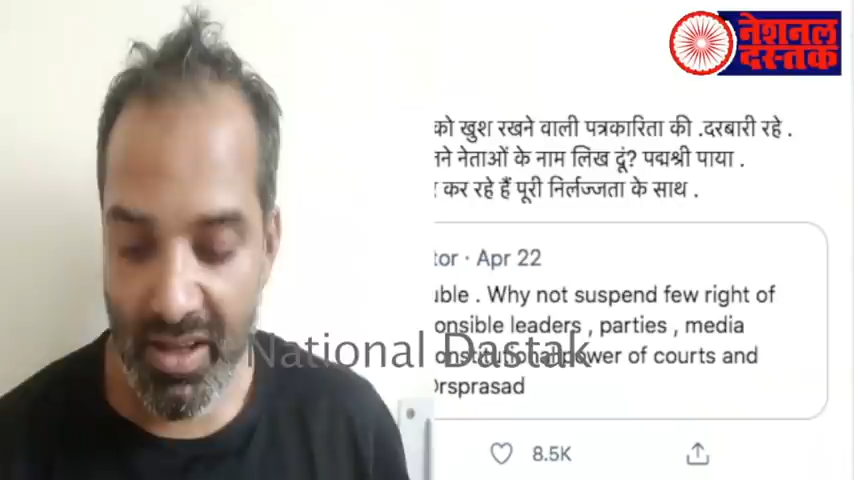 नेशनल
दस्तक
को खुश रखने वाली पत्रकारिता की .दरबारी रहे .
नेताओं के नाम लिख दूं? पद्मश्री पाया .
कर रहे हैं पूरी निर्लज्जता के साथ .
tor · Apr 22
uble . Why not suspend few right of
onsible leaders , parties , media
onstitutional power of courts and
rsprasad
National Dastak
8.5K